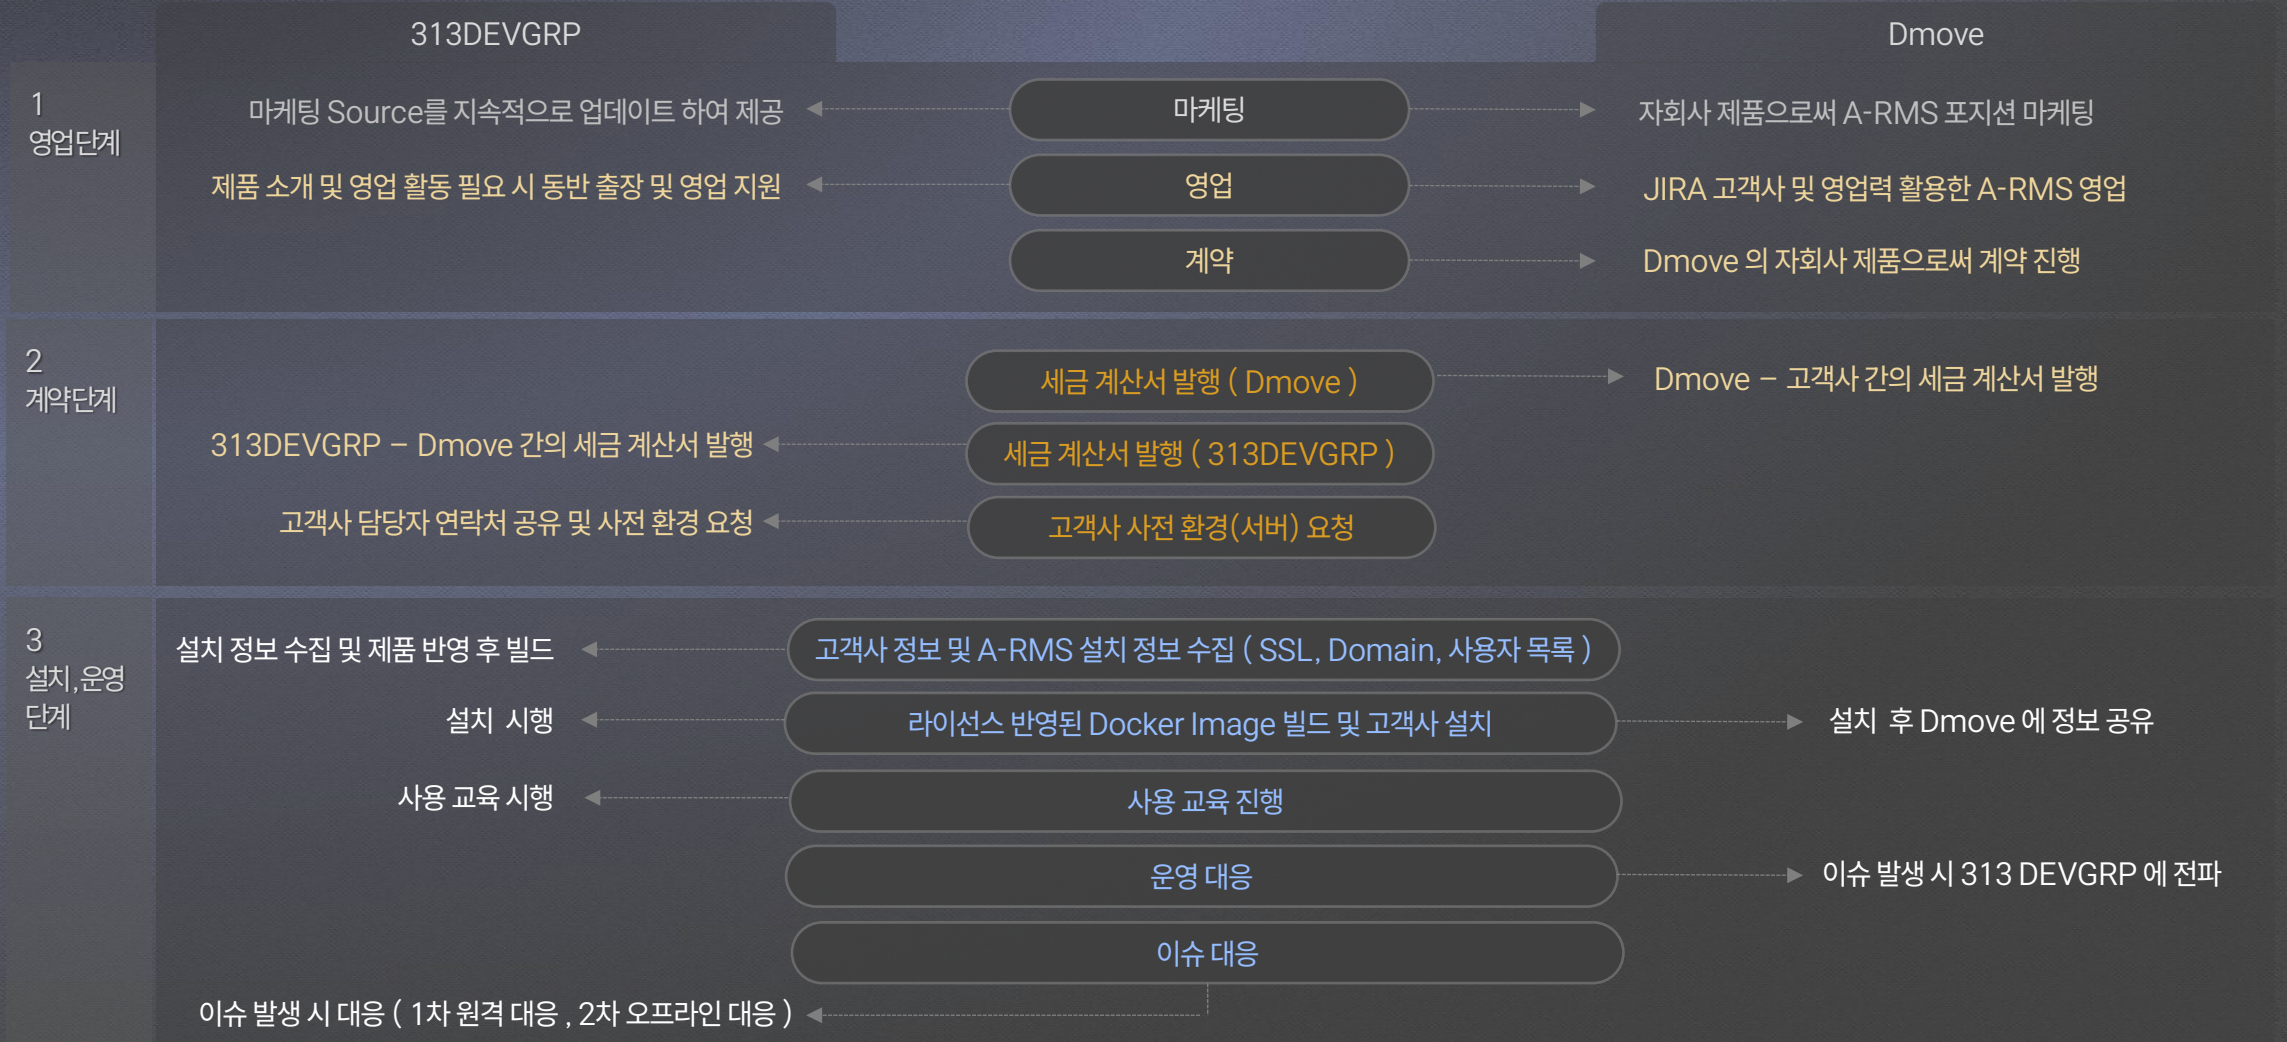 313DEVGRP
Dmove
1
영업단계
마케팅 Source를 지속적으로 업데이트 하여 제공
마케팅
자회사 제품으로써 A-RMS 포지션 마케팅
제품 소개 및 영업 활동 필요 시 동반 출장 및 영업 지원
영업
JIRA 고객사 및 영업력 활용한 A-RMS 영업
계약
Dmove 의 자회사 제품으로써 계약 진행
2
계약단계
세금 계산서 발행 ( Dmove )
Dmove – 고객사 간의 세금 계산서 발행
313DEVGRP – Dmove 간의 세금 계산서 발행
세금 계산서 발행 ( 313DEVGRP )
고객사 담당자 연락처 공유 및 사전 환경 요청
고객사 사전 환경(서버) 요청
3
설치,운영
단계
설치 정보 수집 및 제품 반영 후 빌드
고객사 정보 및 A-RMS 설치 정보 수집 ( SSL, Domain, 사용자 목록 )
설치 시행
라이선스 반영된 Docker Image 빌드 및 고객사 설치
설치 후 Dmove 에 정보 공유
사용 교육 시행
사용 교육 진행
운영 대응
이슈 발생 시 313 DEVGRP 에 전파
이슈 대응
이슈 발생 시 대응 ( 1차 원격 대응 , 2차 오프라인 대응 )